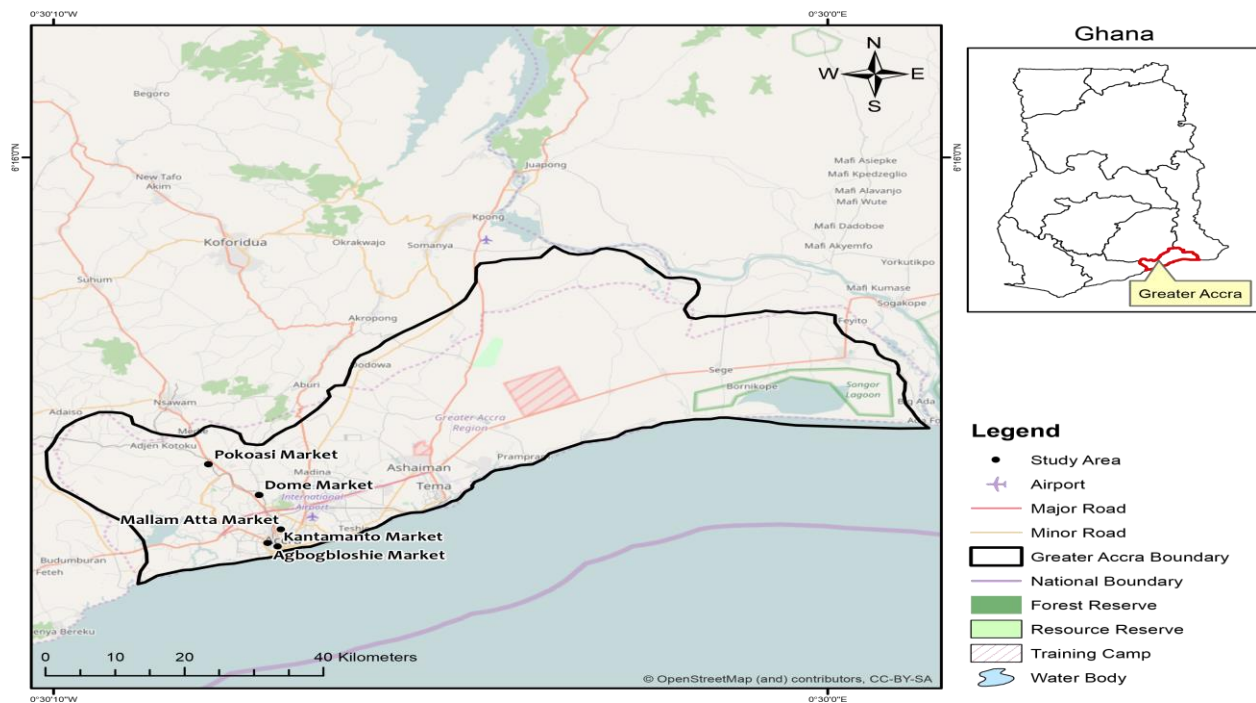 0°30'10"W
0°30'0"E
N
W
E
S
6°16'0"N
6°16'0"N
Begoro
New Tafo
Akim
Koforidua
Okrakwajo
Somanya
Suhum
Akropong
Juapong
Kpong
Mafi Asiepke
Mafi Kpedzeglio
Mafi Alavanjo
Mafi Wute
Mafi Dadoboe
Mafi Akyemfo
Yorkutikpo
Mafi Kumase
Sogakope
Feyito
Dodowa
Aburi
Nsawam
Adaiso
Medie
Adjen Kotoku
Sege
Bornikope
Songor
Lagoon
Big Ada
Greater Accra
Region
Pokoasi Market
Madina
Ashaiman
Prampram
Dome Market
Tema
International
Airport
Mallam Atta Market
Teshie
Kantamanto Market
Agbogbloshie Market
Budumburan
Feteh
enya Bereku
0
10
20
40 Kilometers
© OpenStreetMap (and) contributors, CC-BY-SA
0°30'10"W
0°30'0"E
Ghana
Greater Accra
Legend
Study Area
Airport
Major Road
Minor Road
Greater Accra Boundary
National Boundary
Forest Reserve
Resource Reserve
Training Camp
Water Body